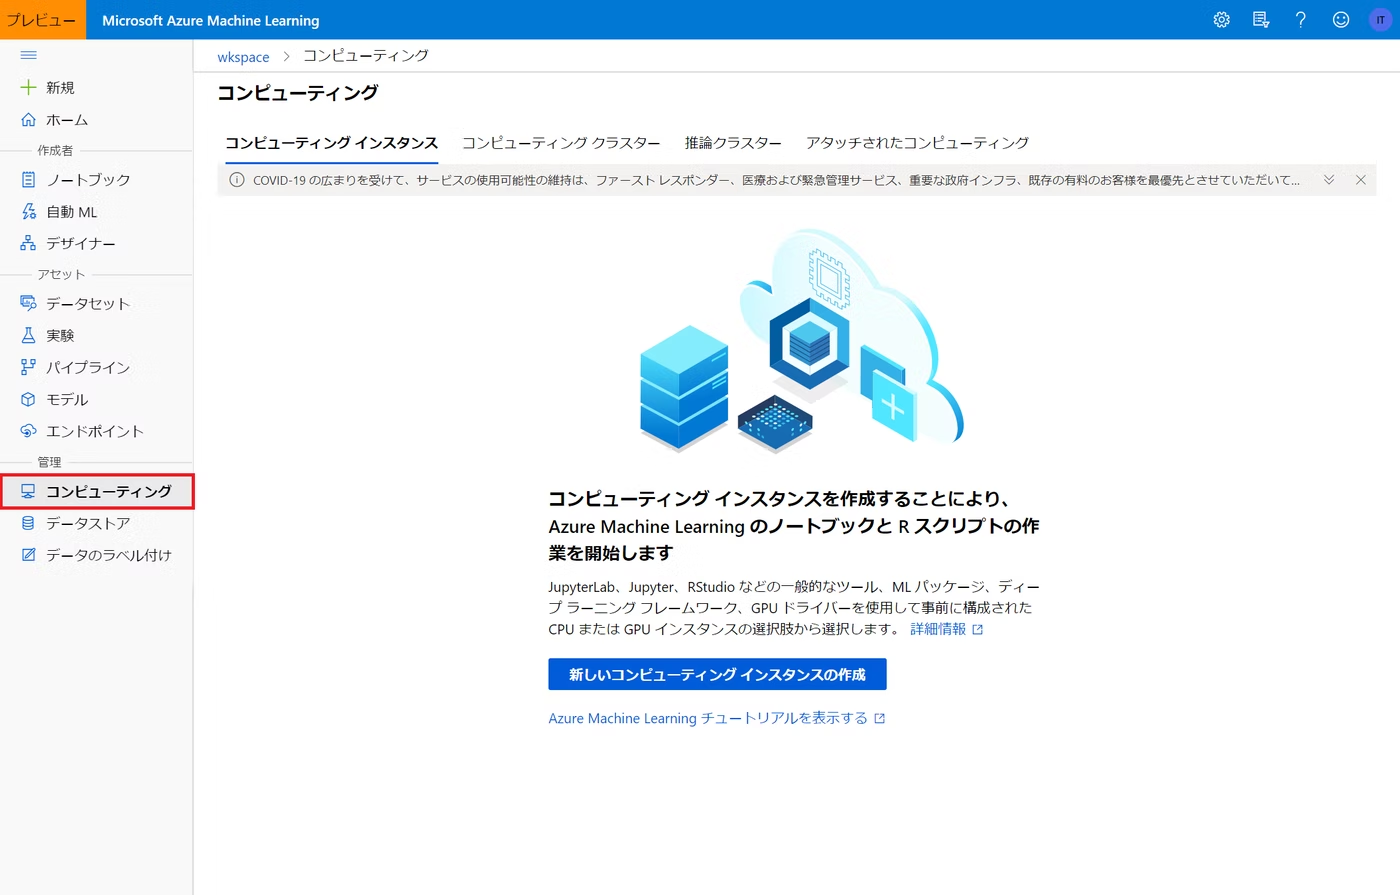 プレビュー
Microsoft Azure Machine Learning
IT
wkspace > コンピューティング
新規
ホーム
作成者
ノートブック
自動 ML
デザイナー
アセット
データセット
実験
パイプライン
モデル
エンドポイント
管理
コンピューティング
データストア
データのラベル付け
コンピューティング
コンピューティング インスタンス
コンピューティング クラスター
推論クラスター
アタッチされたコンピューティング
COVID-19 の広まりを受けて、サービスの使用可能性の維持は、ファースト レスポンダー、医療および緊急管理サービス、重要な政府インフラ、既存の有料のお客様を最優先とさせていただいて...
コンピューティング インスタンスを作成することにより、
Azure Machine Learning のノートブックと R スクリプトの作
業を開始します
JupyterLab、Jupyter、RStudio などの一般的なツール、ML パッケージ、ディー
プ ラーニング フレームワーク、GPU ドライバーを使用して事前に構成された
CPU または GPU インスタンスの選択肢から選択します。 詳細情報
新しいコンピューティング インスタンスの作成
Azure Machine Learning チュートリアルを表示する